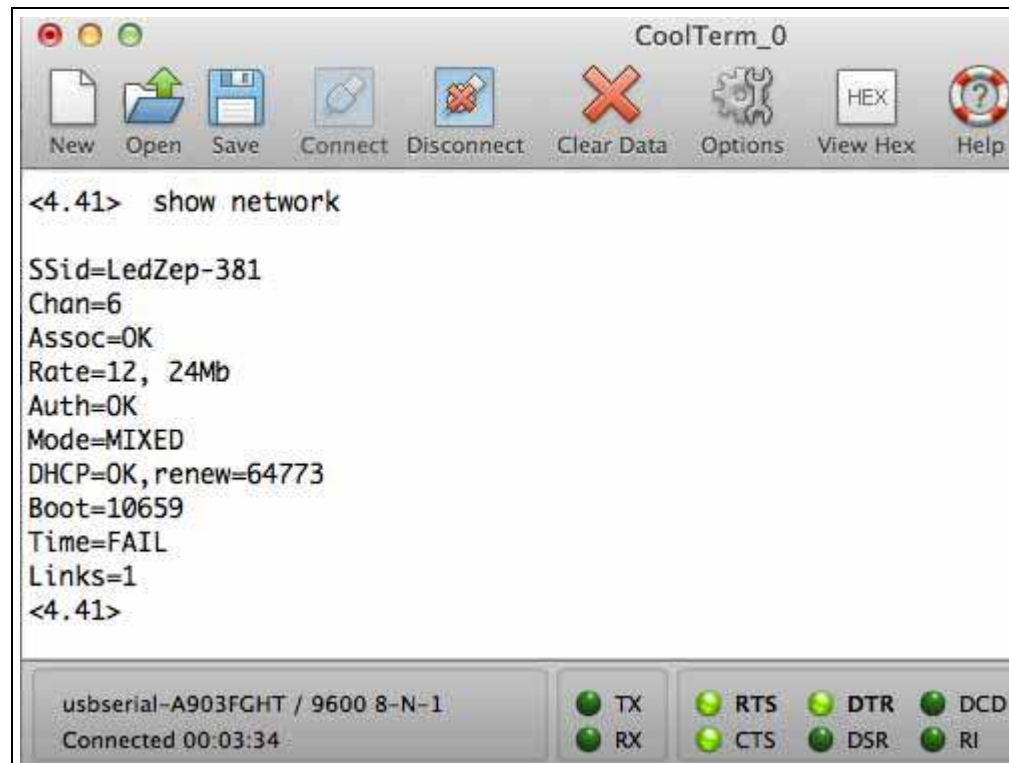 CoolTerm_0
New Open Save Connect Disconnect Clear Data Options HEX View Hex ? Help
<4.41>  show network
SSid=LedZep-381
Chan=6
Assoc=OK
Rate=12, 24Mb
Auth=OK
Mode=MIXED
DHCP=OK,renew=64773
Boot=10659
Time=FAIL
Links=1
<4.41>
usbserial-A903FGHT / 9600 8-N-1
Connected 00:03:34
TX RTS DTR DCD
RX CTS DSR RI